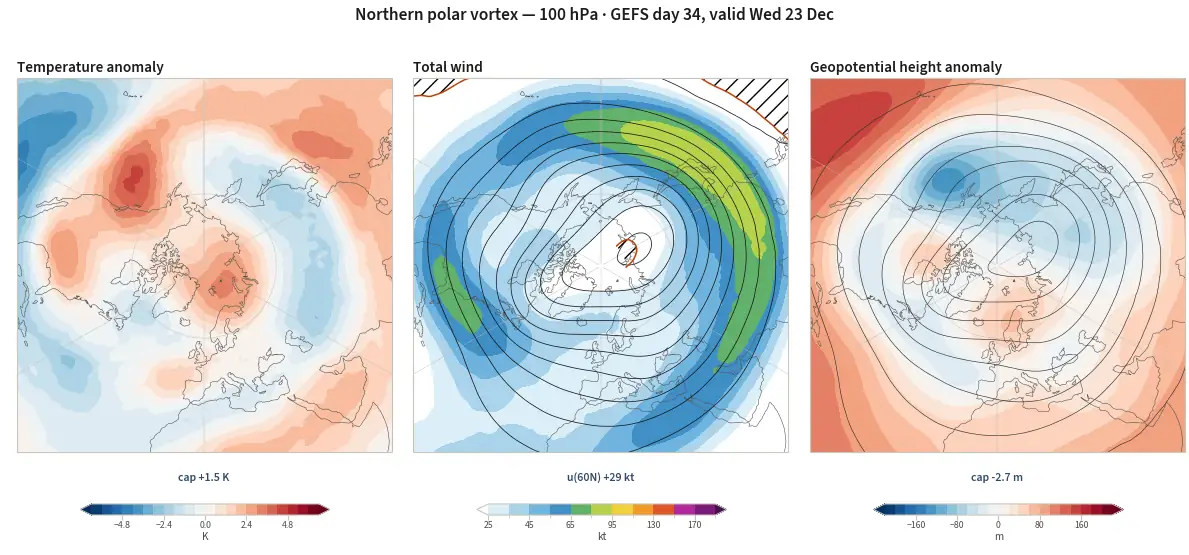 Northern polar vortex — 100 hPa · GEFS day 34, valid Wed 23 Dec
Temperature anomaly
Total wind
Geopotential height anomaly
cap +1.5 K
u(60N) +29 kt
cap -2.7 m
−4.8 −2.4 0.0 2.4 4.8
K
25 45 65 95 130 170
kt
−160 −80 0 80 160
m